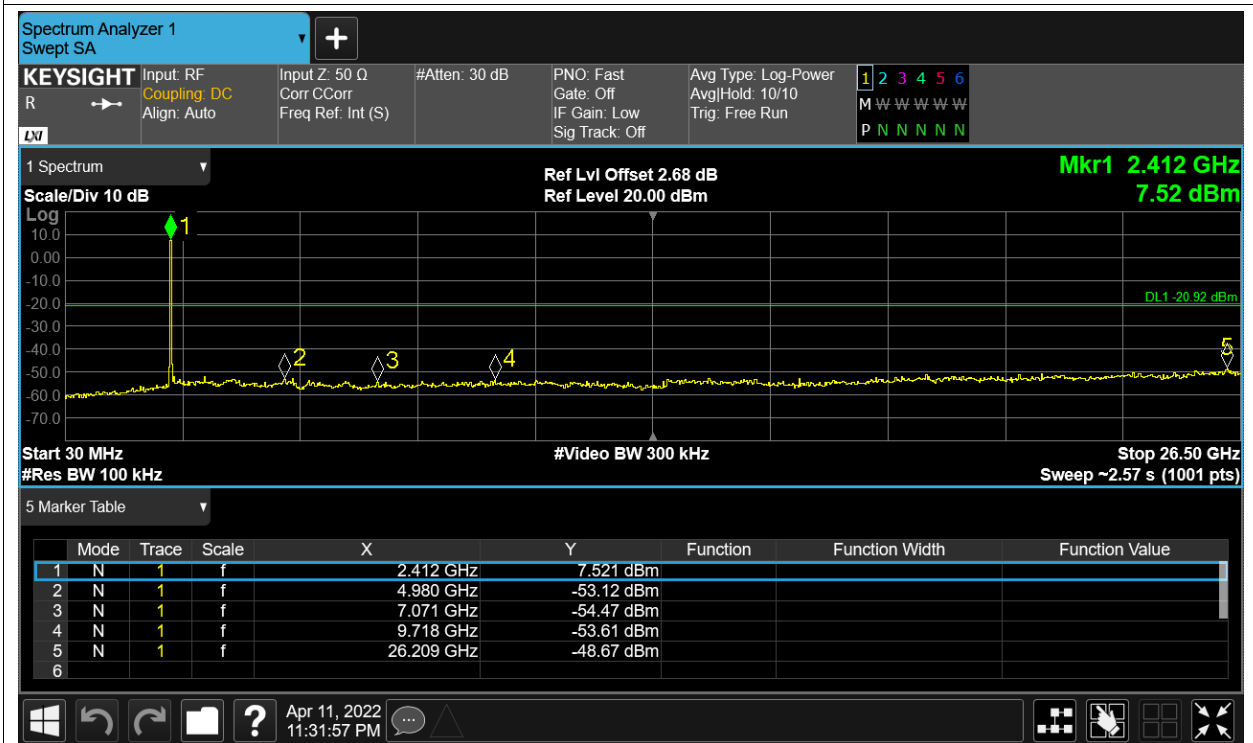 Spectrum Analyzer 1
Swept SA
KEYSIGHT
R
LXI
Input: RF
Coupling: DC
Align: Auto
Input Z: 50 Ω
Corr CCorr
Freq Ref: Int (S)
#Atten: 30 dB
PNO: Fast
Gate: Off
IF Gain: Low
Sig Track: Off
Avg Type: Log-Power
Avg|Hold: 10/10
Trig: Free Run
1 2 3 4 5 6
M W W W W W
P N N N N N
1 Spectrum
Scale/Div 10 dB
Ref Lvl Offset 2.68 dB
Ref Level 20.00 dBm
Mkr1 2.412 GHz
7.52 dBm
Log
10.0
0.00
-10.0
-20.0
-30.0
-40.0
-50.0
-60.0
-70.0
1
DL1 -20.92 dBm
2
3
4
5
Start 30 MHz
#Video BW 300 kHz
Stop 26.50 GHz
#Res BW 100 kHz
Sweep ~2.57 s (1001 pts)
5 Marker Table
Mode Trace Scale X Y Function Function Width Function Value
1 N 1 f 2.412 GHz 7.521 dBm
2 N 1 f 4.980 GHz -53.12 dBm
3 N 1 f 7.071 GHz -54.47 dBm
4 N 1 f 9.718 GHz -53.61 dBm
5 N 1 f 26.209 GHz -48.67 dBm
6
?
Apr 11, 2022
11:31:57 PM